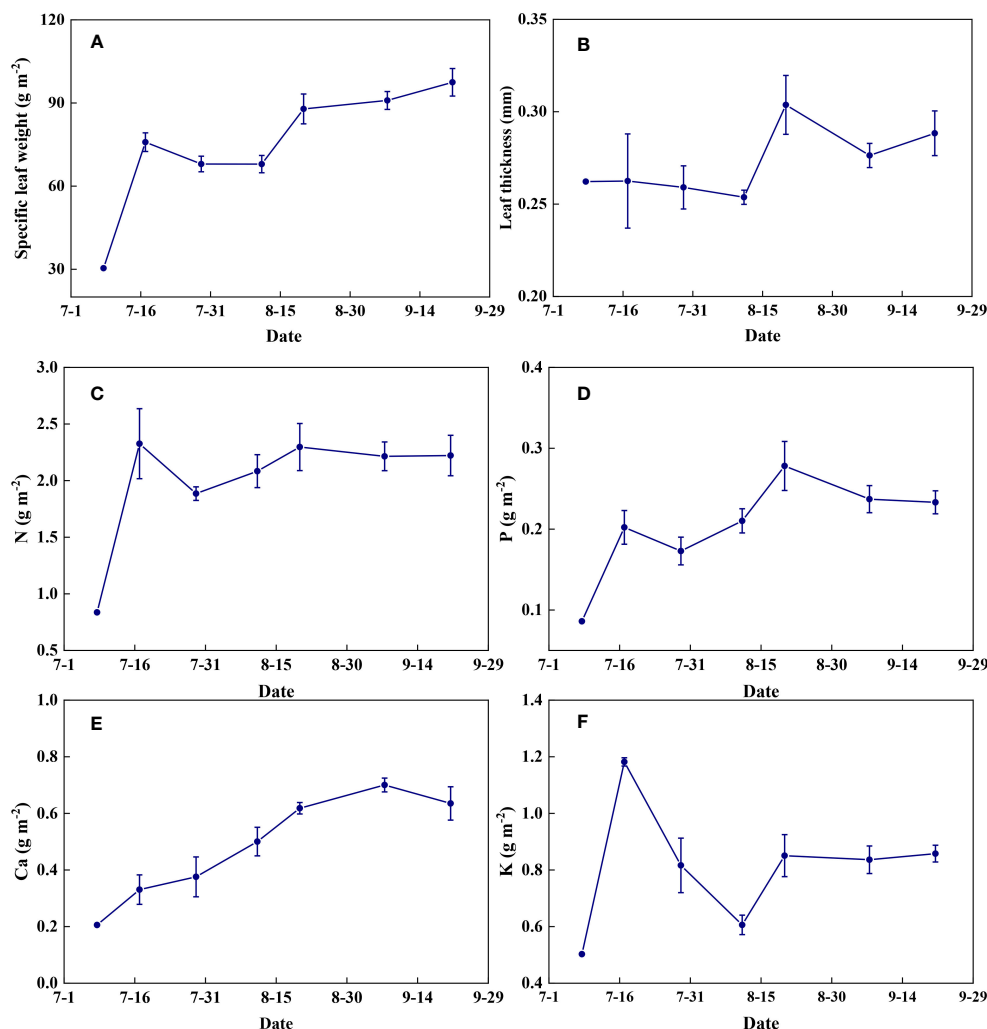 A
Specific leaf weight (g m⁻²)
120
90
60
30
7-1 7-16 7-31 8-15 8-30 9-14 9-29
Date
B
Leaf thickness (mm)
0.35
0.30
0.25
0.20
7-1 7-16 7-31 8-15 8-30 9-14 9-29
Date
C
N (g m⁻²)
3.0
2.5
2.0
1.5
1.0
0.5
7-1 7-16 7-31 8-15 8-30 9-14 9-29
Date
D
P (g m⁻²)
0.4
0.3
0.2
0.1
7-1 7-16 7-31 8-15 8-30 9-14 9-29
Date
E
Ca (g m⁻²)
1.0
0.8
0.6
0.4
0.2
0.0
7-1 7-16 7-31 8-15 8-30 9-14 9-29
Date
F
K (g m⁻²)
1.4
1.2
1.0
0.8
0.6
0.4
7-1 7-16 7-31 8-15 8-30 9-14 9-29
Date